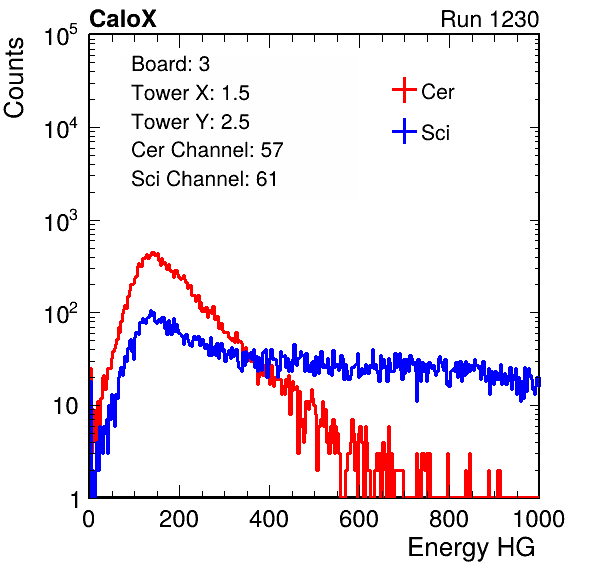 CaloX Run 1230
Counts
10^5
10^4
10^3
10^2
10
1
Board: 3
Tower X: 1.5
Tower Y: 2.5
Cer Channel: 57
Sci Channel: 61
Cer
Sci
0 200 400 600 800 1000
Energy HG